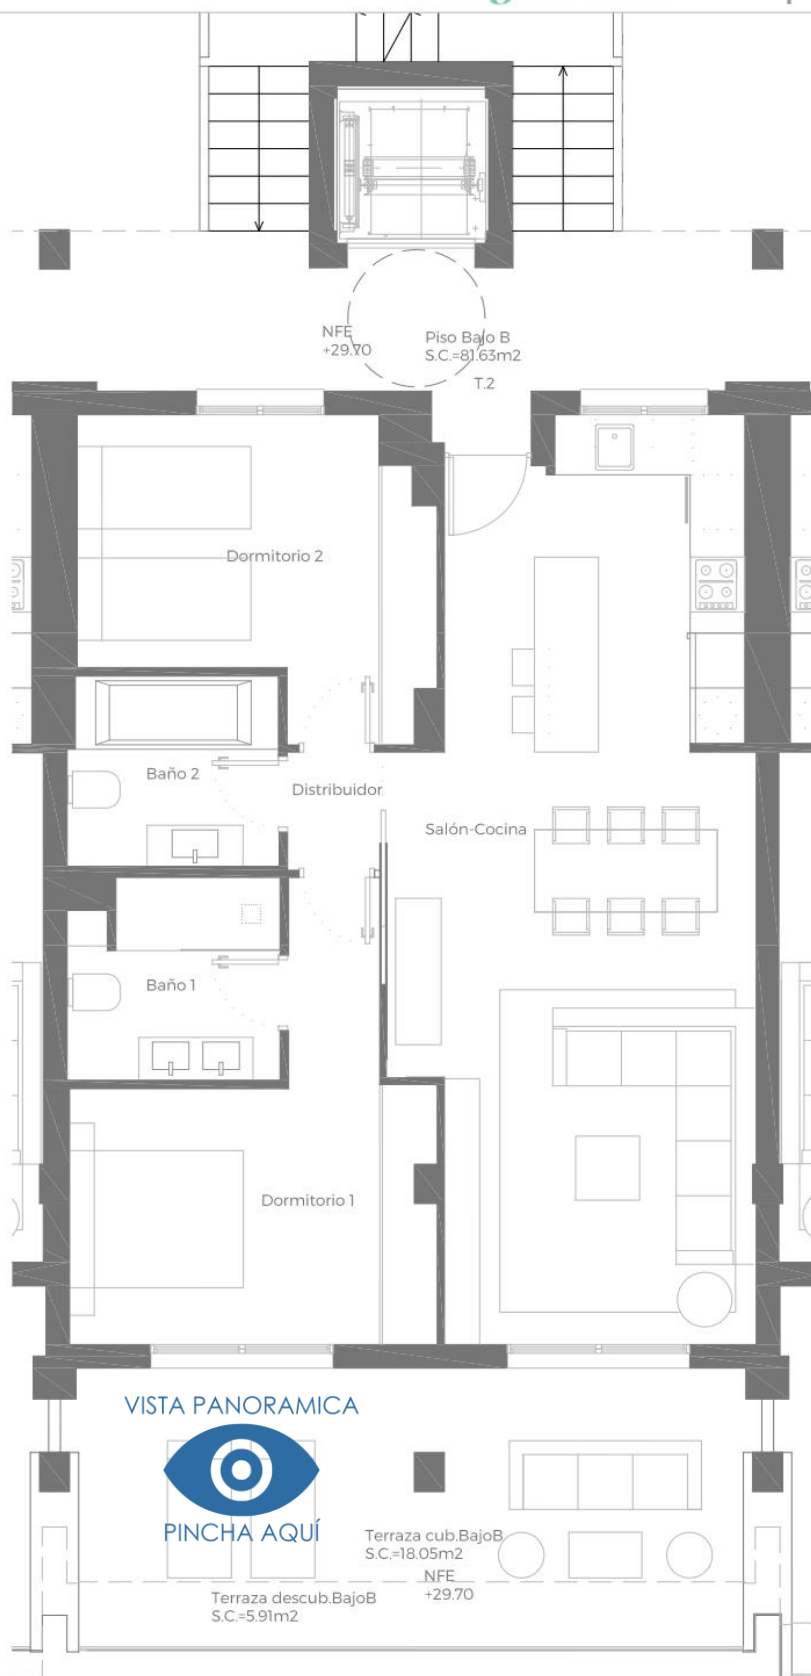 NFE
+29.70
Piso Bajo B
S.C.=81.63m2
T.2
Dormitorio 2
Baño 2
Distribuidor
Salón-Cocina
Baño 1
Dormitorio 1
VISTA PANORAMICA
PINCHA AQUÍ
Terraza cub.BajoB
S.C.=18.05m2
NFE
+29.70
Terraza descub.BajoB
S.C.=5.91m2